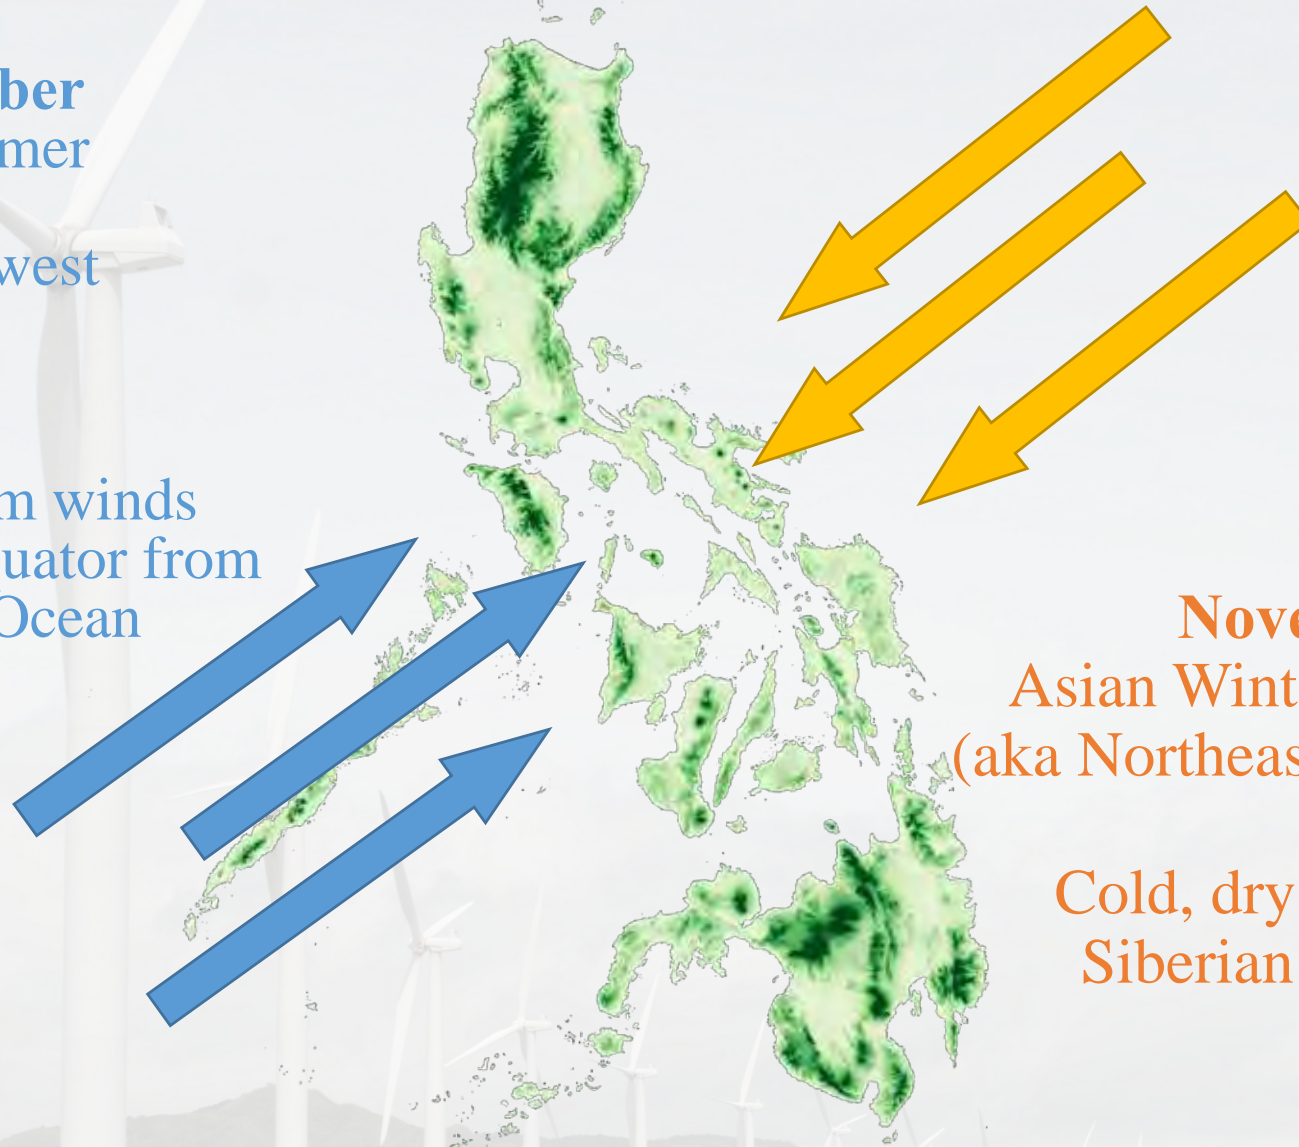 ber
mer
west
m winds
uator from
Ocean
Nove
Asian Wint
(aka Northeas
Cold, dry
Siberian